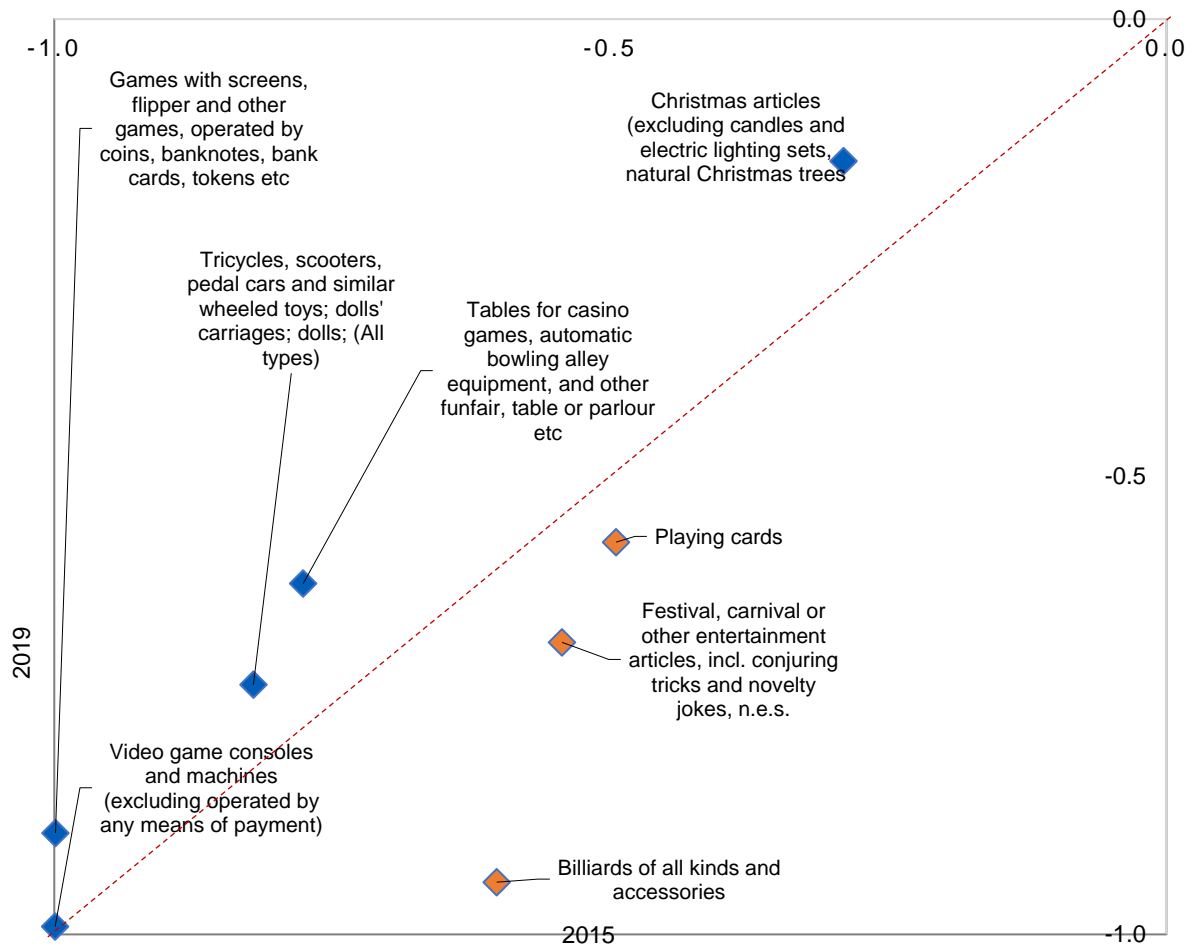 0.0
-1.0
-0.5
0.0
Games with screens,
flipper and other
games, operated by
coins, banknotes, bank
cards, tokens etc
Christmas articles
(excluding candles and
electric lighting sets,
natural Christmas trees
Tricycles, scooters,
pedal cars and similar
wheeled toys; dolls'
carriages; dolls; (All
types)
Tables for casino
games, automatic
bowling alley
equipment, and other
funfair, table or parlour
etc
-0.5
Playing cards
Festival, carnival or
other entertainment
articles, incl. conjuring
tricks and novelty
jokes, n.e.s.
2019
Video game consoles
and machines
(excluding operated by
any means of payment)
Billiards of all kinds and
accessories
2015
-1.0